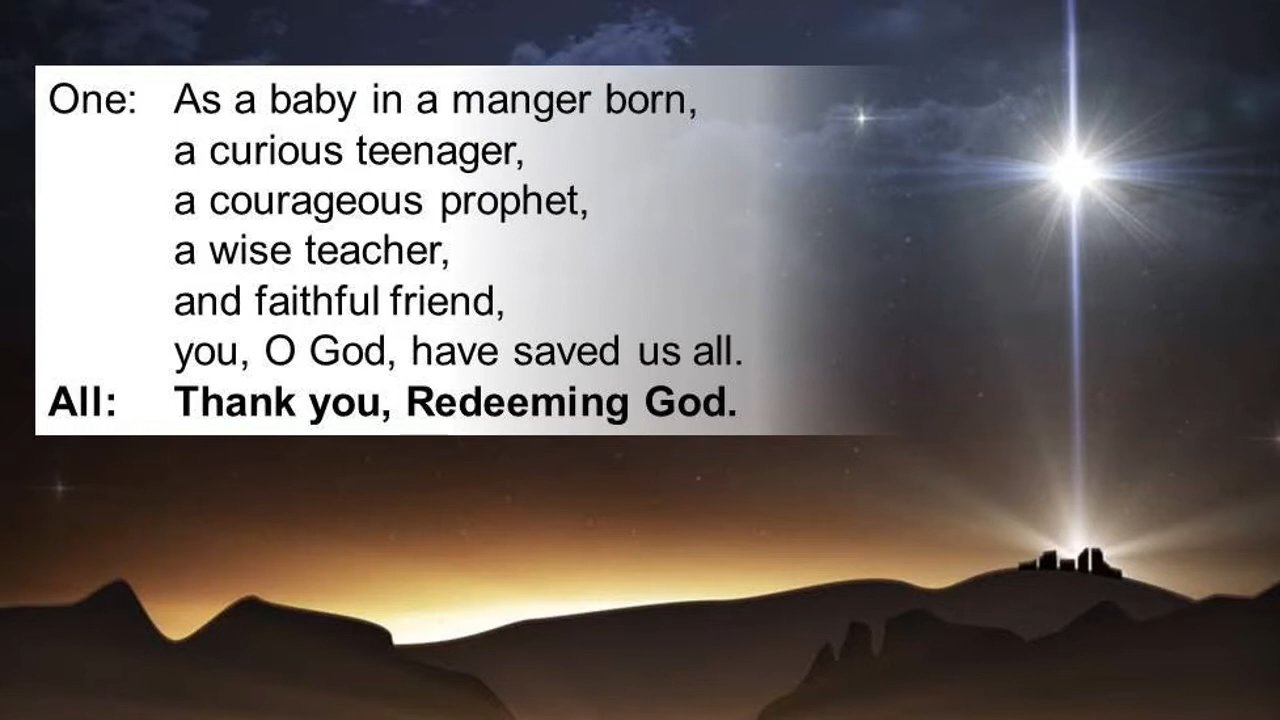 One: As a baby in a manger born,
a curious teenager,
a courageous prophet,
a wise teacher,
and faithful friend,
you, O God, have saved us all.
All: Thank you, Redeeming God.